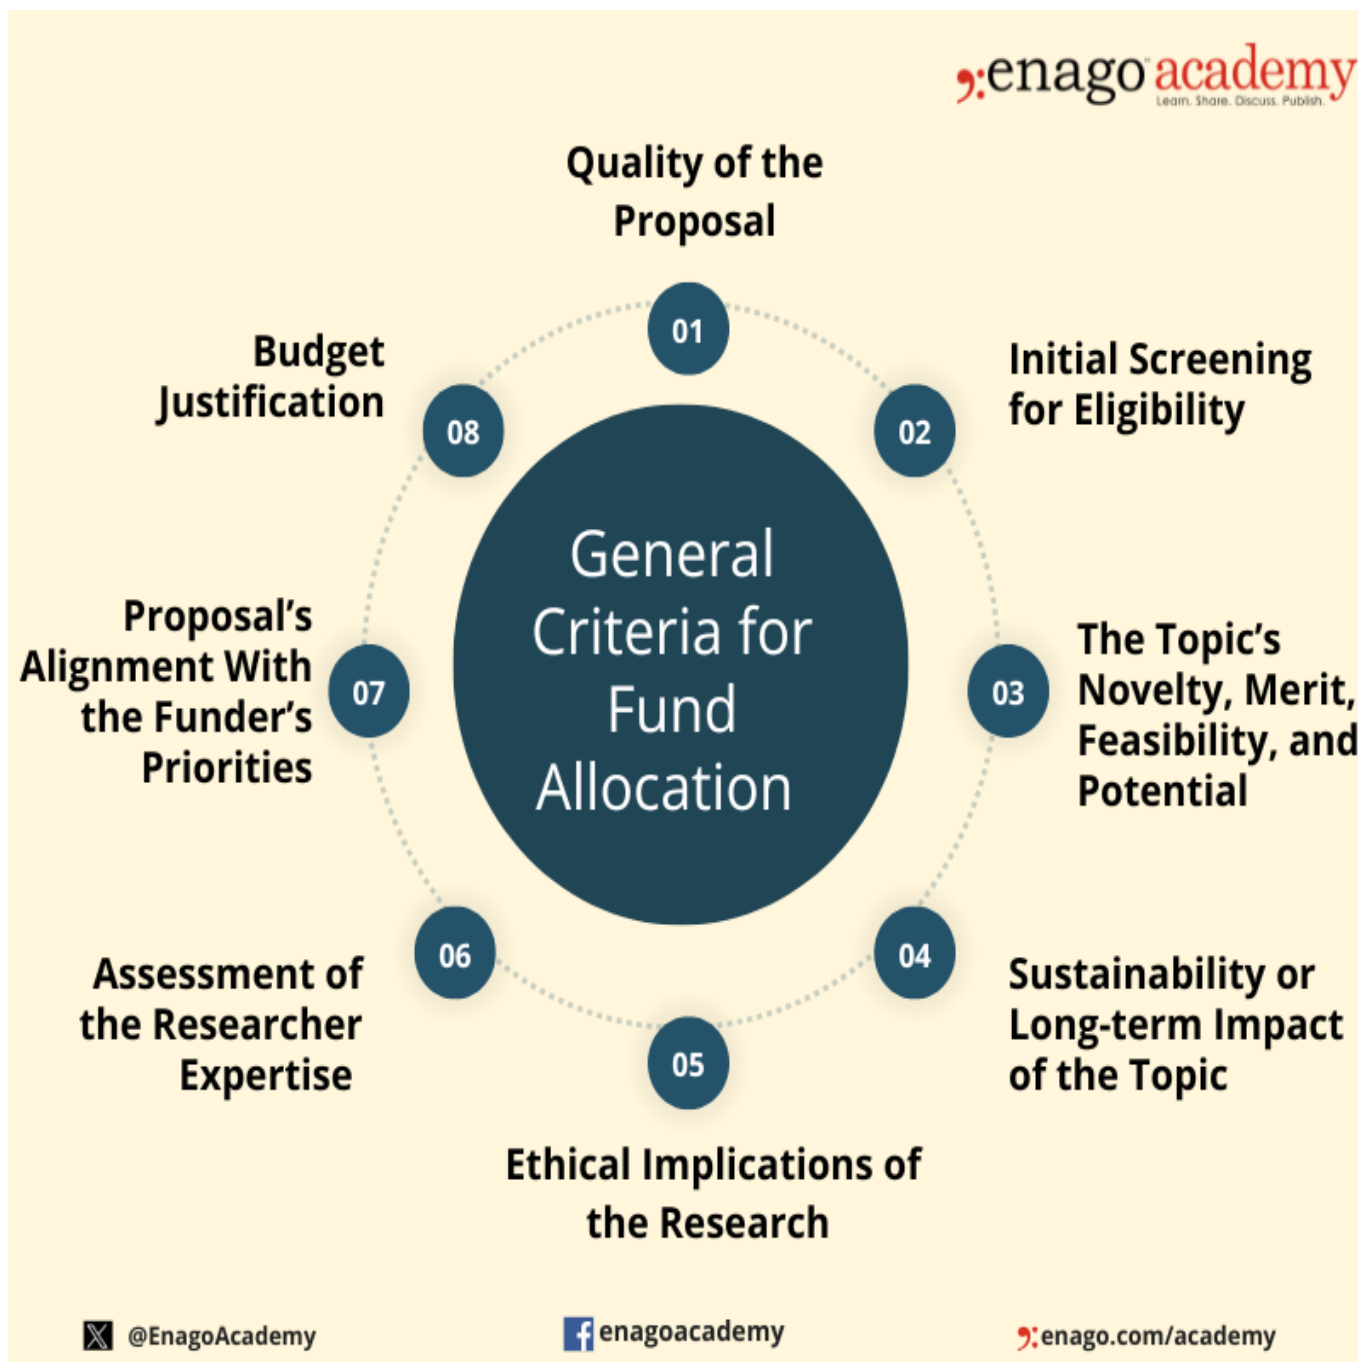 enago academy
Learn. Share. Discuss. Publish.
Quality of the
Proposal
01
Initial Screening
for Eligibility
02
The Topic’s
Novelty, Merit,
Feasibility, and
Potential
03
Sustainability or
Long-term Impact
of the Topic
04
Ethical Implications of
the Research
05
Assessment of
the Researcher
Expertise
06
Proposal’s
Alignment With
the Funder’s
Priorities
07
Budget
Justification
08
General
Criteria for
Fund
Allocation
@EnagoAcademy
enagoacademy
enago.com/academy